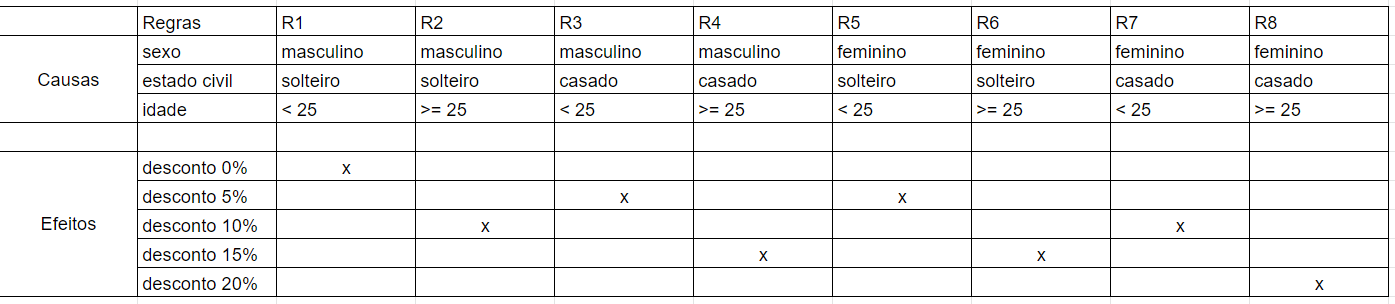 Regras R1 R2 R3 R4 R5 R6 R7 R8
sexo masculino masculino masculino masculino feminino feminino feminino feminino
Causas estado civil solteiro solteiro casado casado solteiro solteiro casado casado
idade < 25 >= 25 < 25 >= 25 < 25 >= 25 < 25 >= 25
desconto 0% x
desconto 5% x x
Efeitos desconto 10% x x
desconto 15% x x
desconto 20% x